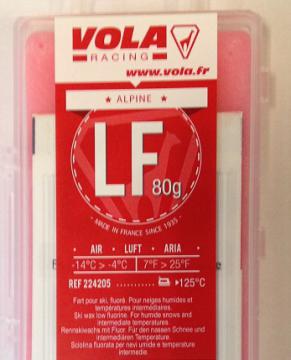 VOLA
RACING
www.vola.fr
★ ALPINE ★
LF 80g
- MADE IN FRANCE SINCE 1935 -
• AIR • LUFT • ARIA •
-14°C > -4°C | 7°F > 25°F
REF 224205 ........... ▸125°C
Fart pour ski, fluoré. Pour neiges humides et
températures intermédiaires.
Ski wax low fluorine. For humid snows and
intermediate temperatures.
Rennskiwachs mit Fluor. Für den nassen Schnee und
intermediären Temperaturen.
Sciolina fluorata per nevi umide e temperature
intermedie.